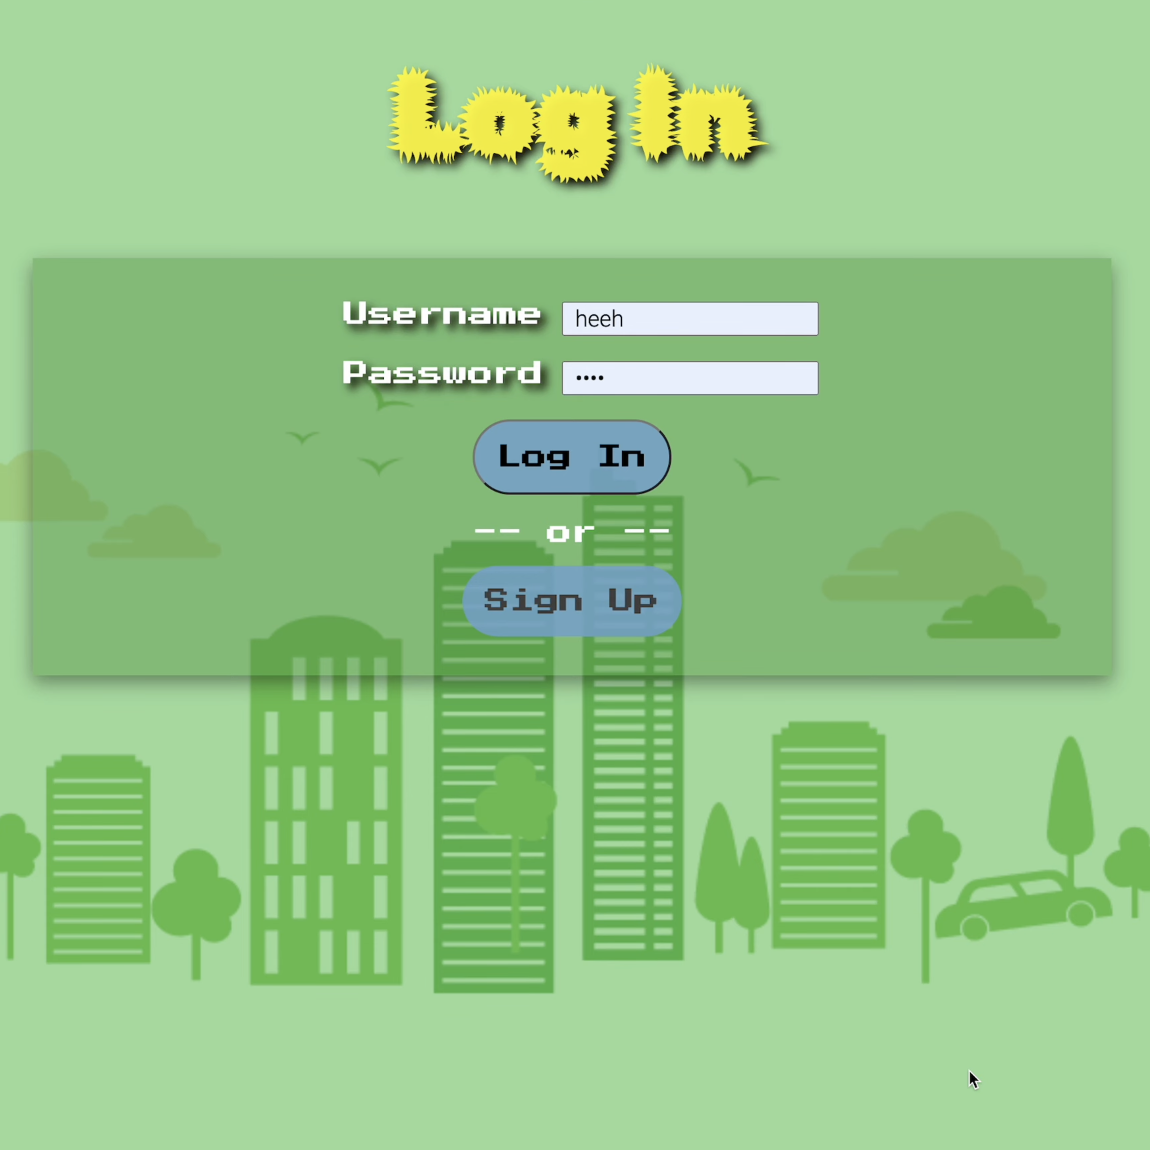 Log In
Username heeh
Password ••••
Log In
-- or --
Sign Up